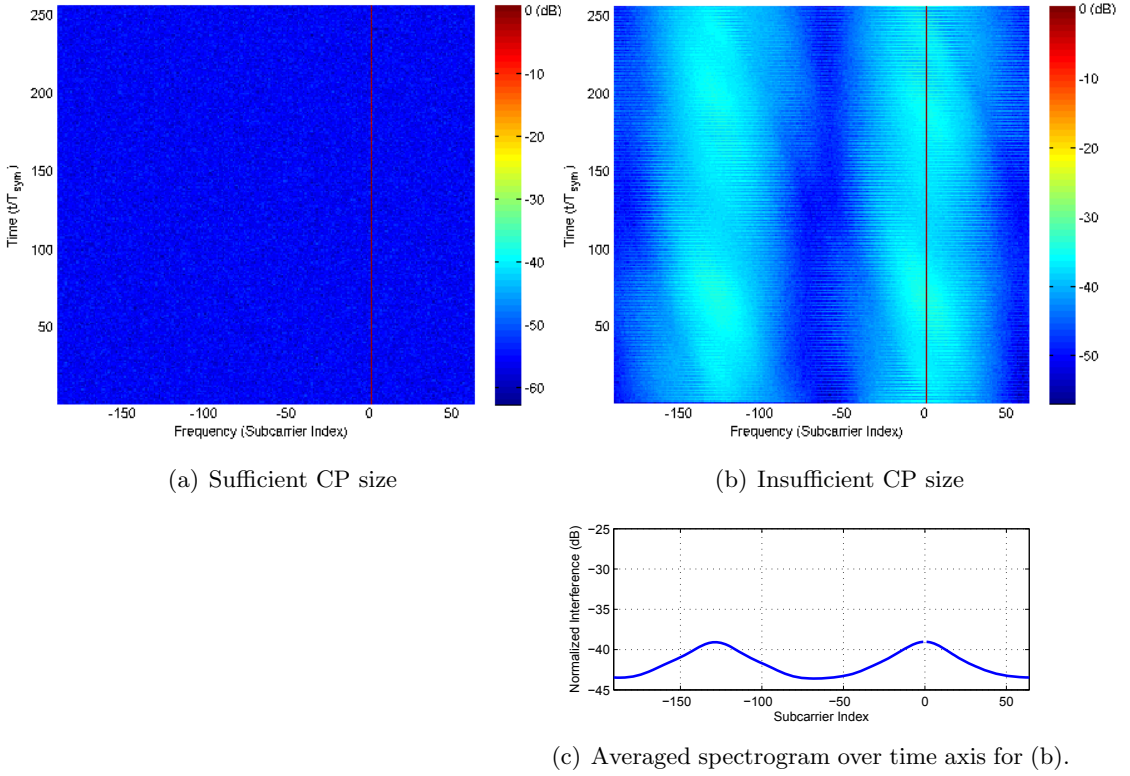 250
200
150
100
50
Time (t/T_sym)
-150 -100 -50 0 50
Frequency (Subcarrier Index)
0 (dB)
-10
-20
-30
-40
-50
-60
(a) Sufficient CP size
250
200
150
100
50
Time (t/T_sym)
-150 -100 -50 0 50
Frequency (Subcarrier Index)
0 (dB)
-10
-20
-30
-40
-50
(b) Insufficient CP size
−25
−30
−35
−40
−45
Normalized Interference (dB)
−150 −100 −50 0 50
Subcarrier Index
(c) Averaged spectrogram over time axis for (b).